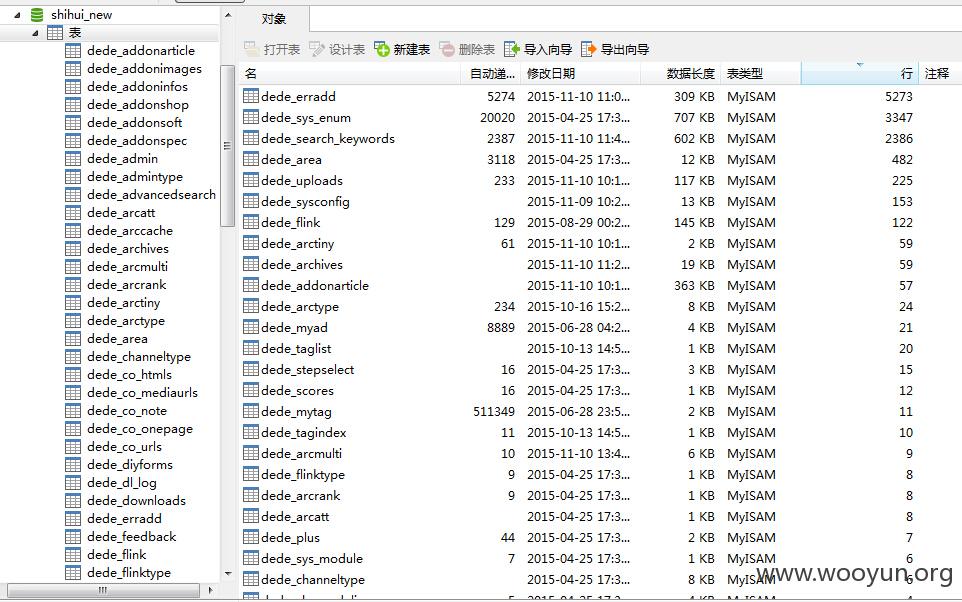 shihui_new
表
dede_addonarticle
dede_addonimages
dede_addoninfos
dede_addonshop
dede_addonsoft
dede_addonspec
dede_admin
dede_admintype
dede_advancedsearch
dede_arcatt
dede_arccache
dede_archives
dede_arcmulti
dede_arcrank
dede_arctiny
dede_arctype
dede_area
dede_channeltype
dede_co_htmls
dede_co_mediaurls
dede_co_note
dede_co_onepage
dede_co_urls
dede_diyforms
dede_dl_log
dede_downloads
dede_erradd
dede_feedback
dede_flink
dede_flinktype
对象
打开表 设计表 新建表 删除表 导入向导 导出向导
名 自动递... 修改日期 数据长度 表类型 行 注释
dede_erradd 5274 2015-11-10 11:0... 309 KB MyISAM 5273
dede_sys_enum 20020 2015-04-25 17:3... 707 KB MyISAM 3347
dede_search_keywords 2387 2015-11-10 11:4... 602 KB MyISAM 2386
dede_area 3118 2015-04-25 17:3... 12 KB MyISAM 482
dede_uploads 233 2015-11-10 10:1... 117 KB MyISAM 225
dede_sysconfig 2015-11-09 10:2... 13 KB MyISAM 153
dede_flink 129 2015-08-29 00:2... 145 KB MyISAM 122
dede_arctiny 61 2015-11-10 10:1... 2 KB MyISAM 59
dede_archives 2015-11-10 11:2... 19 KB MyISAM 59
dede_addonarticle 2015-11-10 10:1... 363 KB MyISAM 57
dede_arctype 234 2015-10-16 15:2... 8 KB MyISAM 24
dede_myad 8889 2015-06-28 04:2... 4 KB MyISAM 21
dede_taglist 2015-10-13 14:5... 1 KB MyISAM 20
dede_stepselect 16 2015-04-25 17:3... 3 KB MyISAM 15
dede_scores 16 2015-04-25 17:3... 1 KB MyISAM 12
dede_mytag 511349 2015-06-28 23:5... 2 KB MyISAM 11
dede_tagindex 11 2015-10-13 14:5... 1 KB MyISAM 10
dede_arcmulti 10 2015-11-10 13:4... 6 KB MyISAM 9
dede_flinktype 9 2015-04-25 17:3... 1 KB MyISAM 8
dede_arcrank 9 2015-04-25 17:3... 1 KB MyISAM 8
dede_arcatt 2015-04-25 17:3... 1 KB MyISAM 8
dede_plus 44 2015-04-25 17:3... 2 KB MyISAM 7
dede_sys_module 7 2015-04-25 17:3... 1 KB MyISAM 6
dede_channeltype 2015-04-25 17:3... 8 KB MyISAM 6
www.wooyun.org